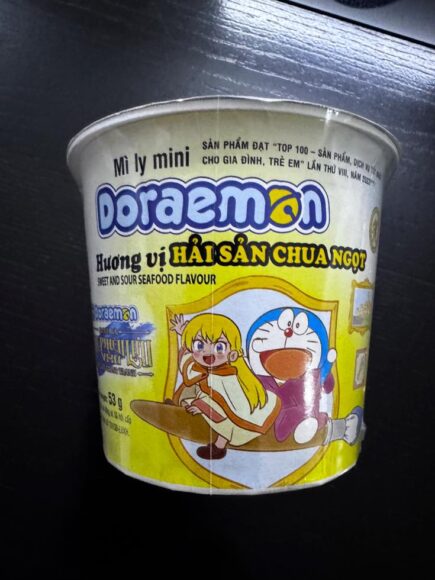 Mì ly mini
SẢN PHẨM ĐẠT "TOP 100 – SẢN PHẨM, DỊCH VỤ TỐT
CHO GIA ĐÌNH, TRẺ EM" LẦN THỨ VIII, NĂM
DORAEMON
Hương vị HẢI SẢN CHUA NGỌT
SWEET AND SOUR SEAFOOD FLAVOUR
DORAEMON
53 g